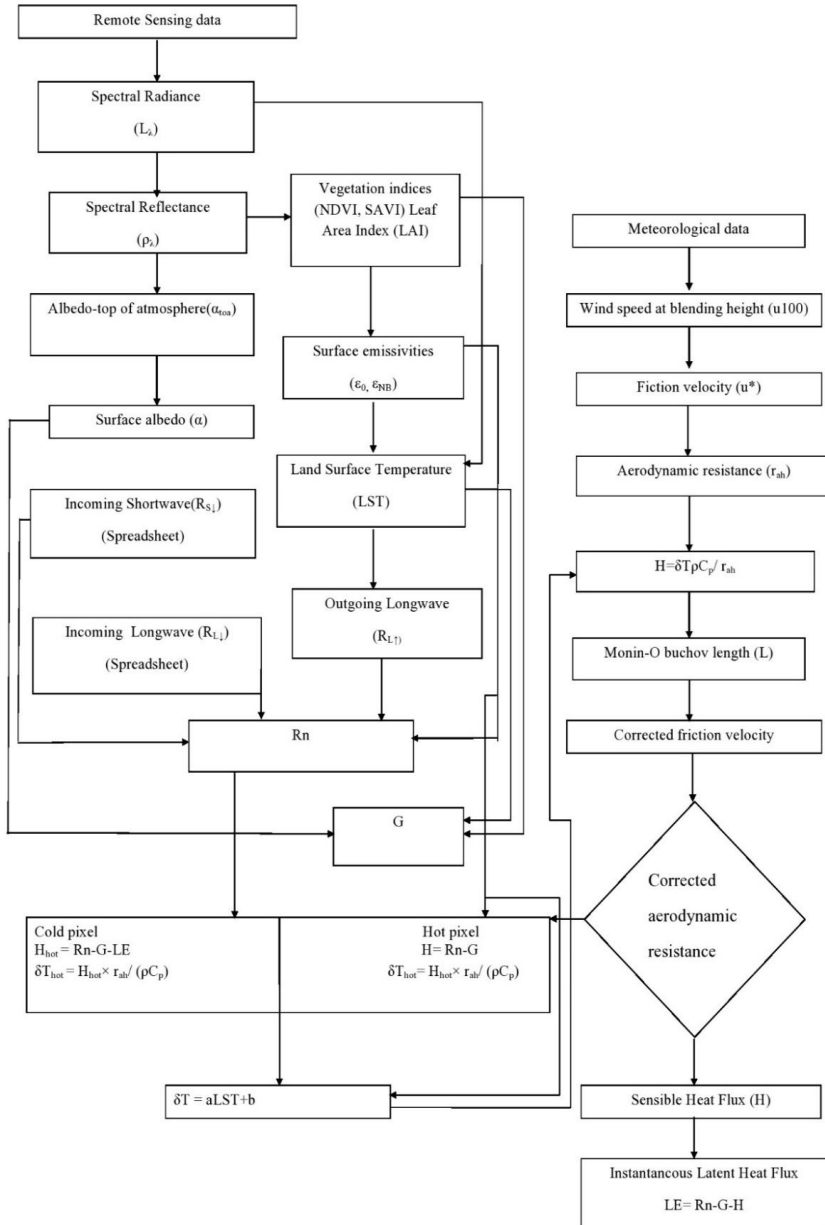 Remote Sensing data
Spectral Radiance
(Lλ)
Spectral Reflectance
(ρλ)
Vegetation indices
(NDVI, SAVI) Leaf
Area Index (LAI)
Albedo-top of atmosphere(αtoa)
Surface emissivities
(ε0, εNB)
Surface albedo (α)
Land Surface Temperature
(LST)
Incoming Shortwave(RS↓)
(Spreadsheet)
Outgoing Longwave
(RL↑)
Incoming Longwave (RL↓)
(Spreadsheet)
Rn
G
Cold pixel
Hhot = Rn-G-LE
δThot= Hhot× rah/ (ρCp)
Hot pixel
H= Rn-G
δThot= Hhot× rah/ (ρCp)
δT = aLST+b
Meteorological data
Wind speed at blending height (u100)
Fiction velocity (u*)
Aerodynamic resistance (rah)
H=δTρCp/ rah
Monin-O buchov length (L)
Corrected friction velocity
Corrected
aerodynamic
resistance
Sensible Heat Flux (H)
Instantancous Latent Heat Flux
LE= Rn-G-H